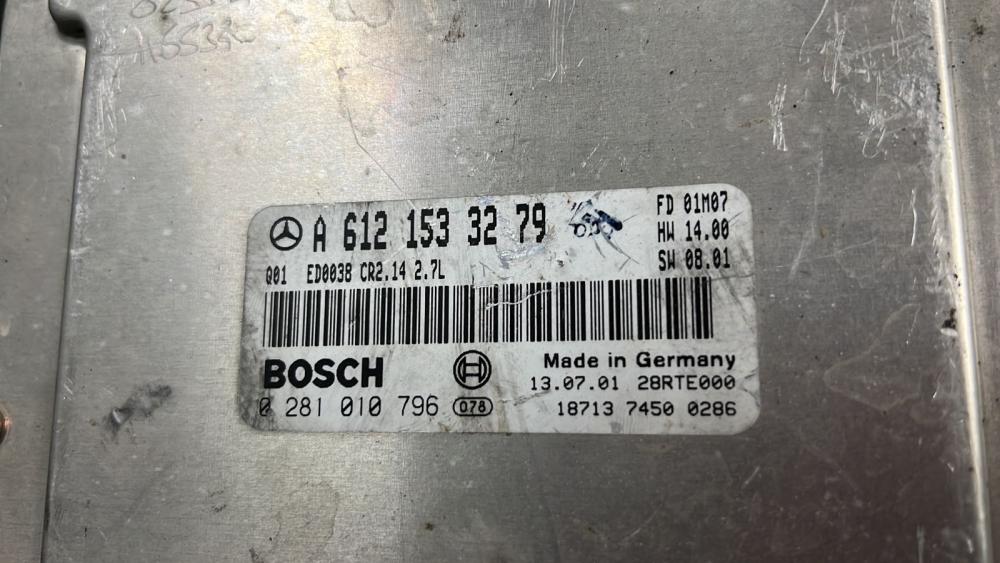 A 612 153 32 79
FD 01M07
HW 14.00
SW 08.01
Q01 ED0038 CR2.14 2.7L
BOSCH
Made in Germany
13.07.01 28RTE000
0 281 010 796 078
18713 7450 0286